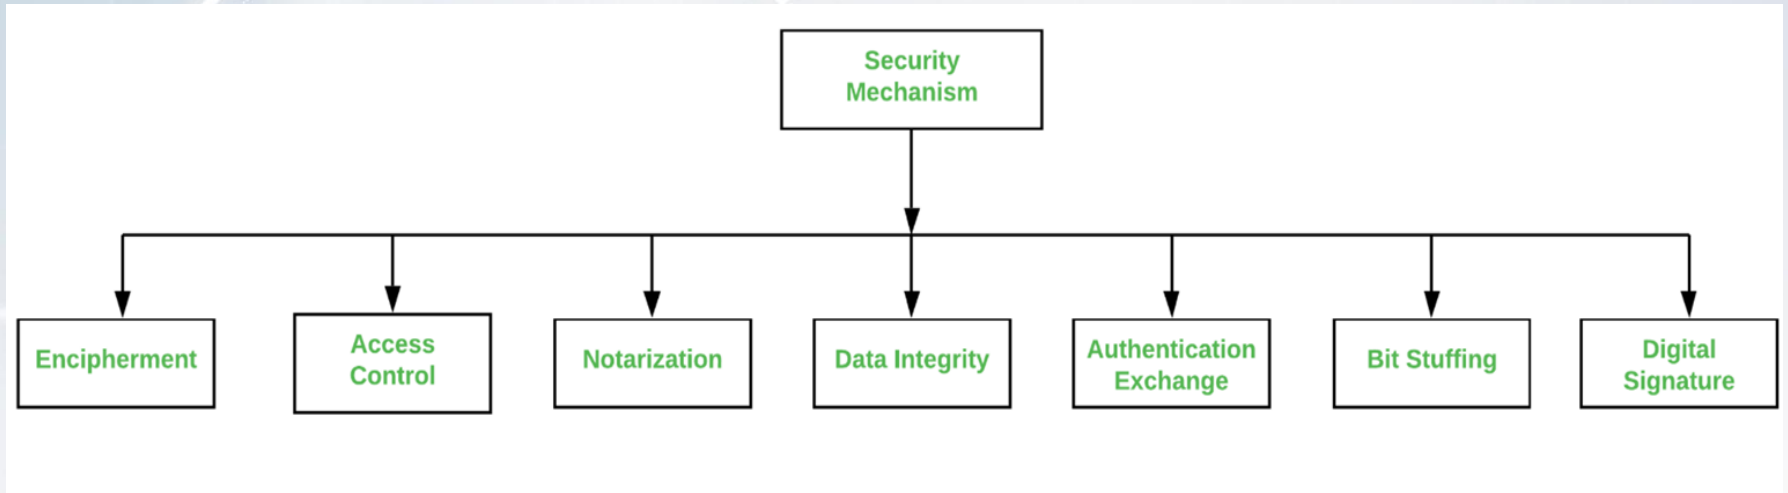 Security
Mechanism
Encipherment
Access
Control
Notarization
Data Integrity
Authentication
Exchange
Bit Stuffing
Digital
Signature